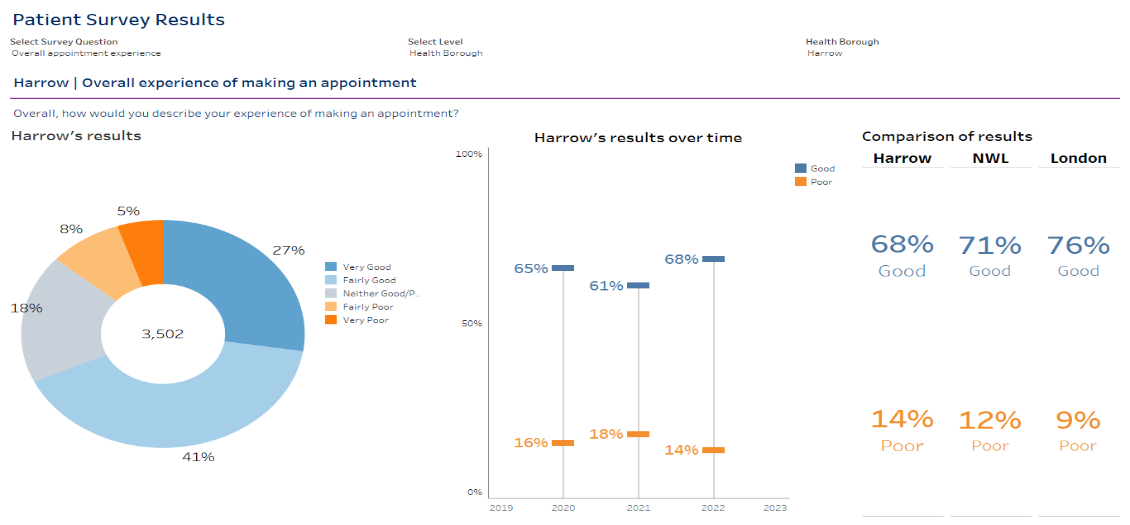 Patient Survey Results
Select Survey Question
Overall appointment experience
Select Level
Health Borough
Health Borough
Harrow
Harrow | Overall experience of making an appointment
Overall, how would you describe your experience of making an appointment?
Harrow's results
5%
8%
27%
18%
3,502
41%
Very Good
Fairly Good
Neither Good/P..
Fairly Poor
Very Poor
Harrow's results over time
100%
50%
0%
65%
61%
68%
16%
18%
14%
2019
2020
2021
2022
2023
Good
Poor
Comparison of results
Harrow NWL London
68% 71% 76%
Good Good Good
14% 12% 9%
Poor Poor Poor